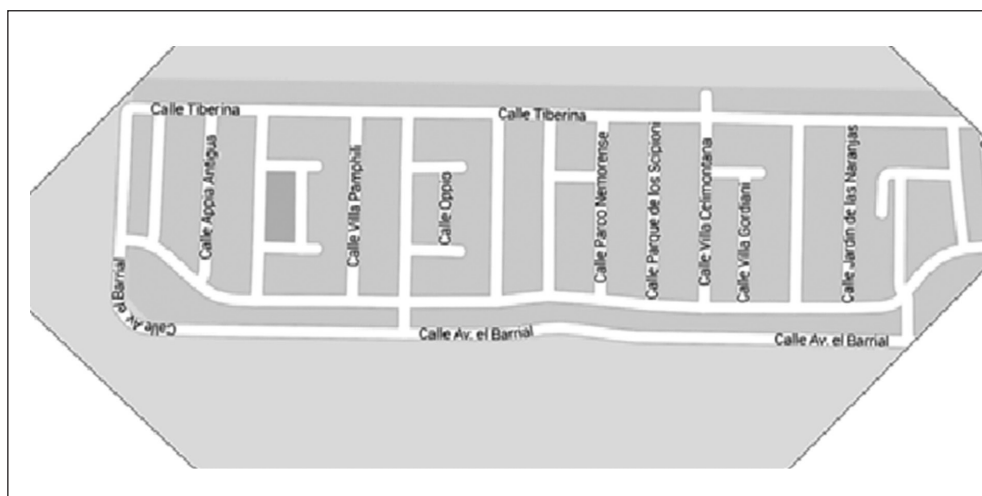 Calle Tiberina
Calle Tiberina
Calle Appia Antigua
Calle Villa Pamphili
Calle Oppio
Calle Parco Nemorense
Calle Parque de los Scipioni
Calle Villa Celimontana
Calle Villa Gordiani
Calle Jardin de las Naranjas
Calle Av. el Barrial
Calle Av. el Barrial
Calle Av. el Barrial